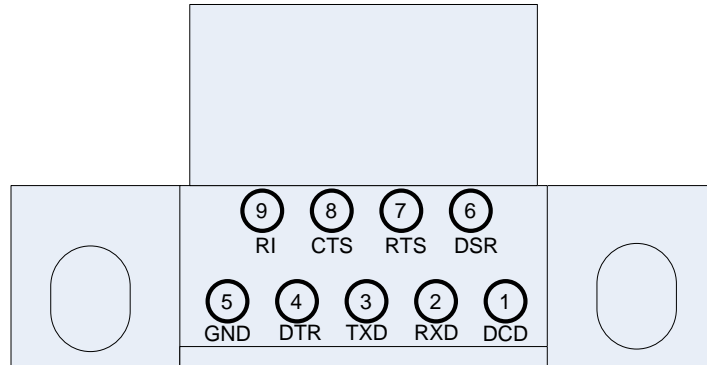 9 8 7 6
RI CTS RTS DSR
5 4 3 2 1
GND DTR TXD RXD DCD